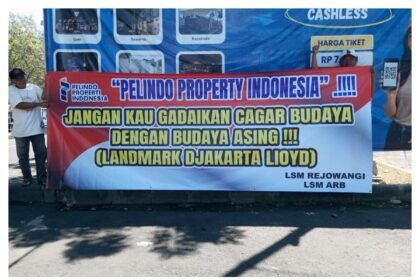 CASHLESS
HARGA TIKET
PELINDO
PROPERTI
INDONESIA
"PELINDO PROPERTY INDONESIA" !!!!
JANGAN KAU GADAIKAN CAGAR BUDAYA
DENGAN BUDAYA ASING !!!
(LANDMARK DJAKARTA LIOYD)
LSM REJOWANGI
LSM ARB